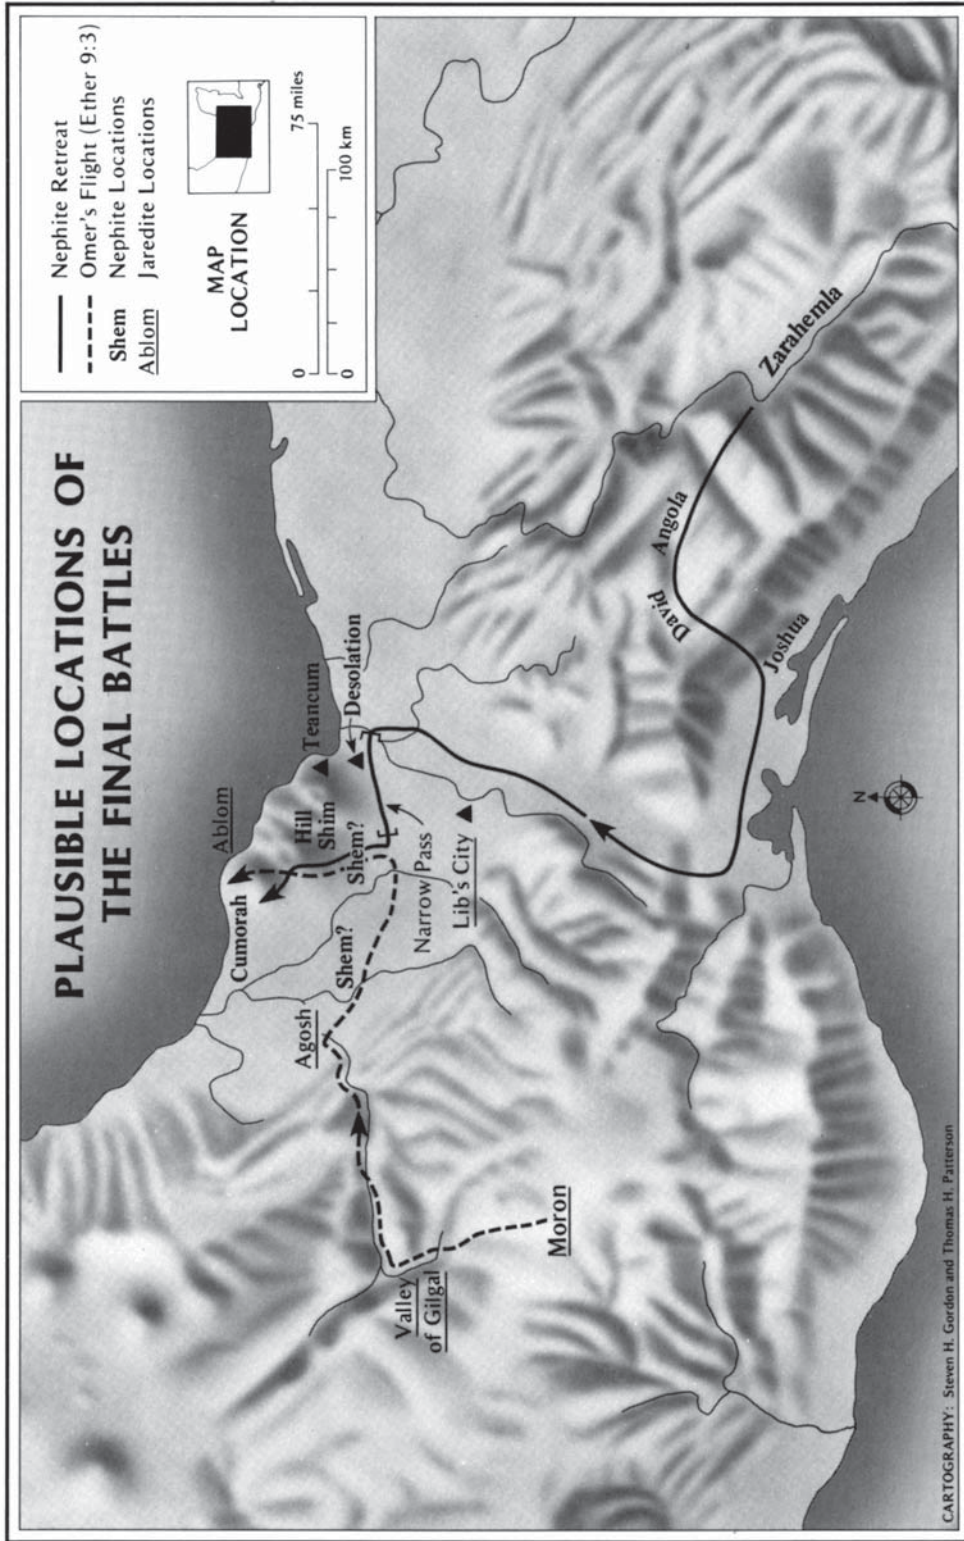 PLAUSIBLE LOCATIONS OF
THE FINAL BATTLES
Nephite Retreat
Omer's Flight (Ether 9:3)
Shem Nephite Locations
Ablom Jaredite Locations
MAP
LOCATION
0 75 miles
0 100 km
Ablom
Cumorah
Hill
Shim
Teancum
Desolation
Shem?
Shem?
Agosh
Narrow Pass
Lib's City
Valley
of Gilgal
Moron
David
Angola
Zarahemla
Joshua
N
CARTOGRAPHY: Steven H. Gordon and Thomas H. Patterson